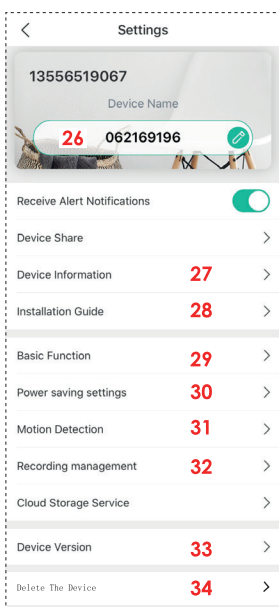 Settings
13556519067
Device Name
26 062169196
Receive Alert Notifications
Device Share
Device Information 27
Installation Guide 28
Basic Function 29
Power saving settings 30
Motion Detection 31
Recording management 32
Cloud Storage Service
Device Version 33
Delete The Device 34